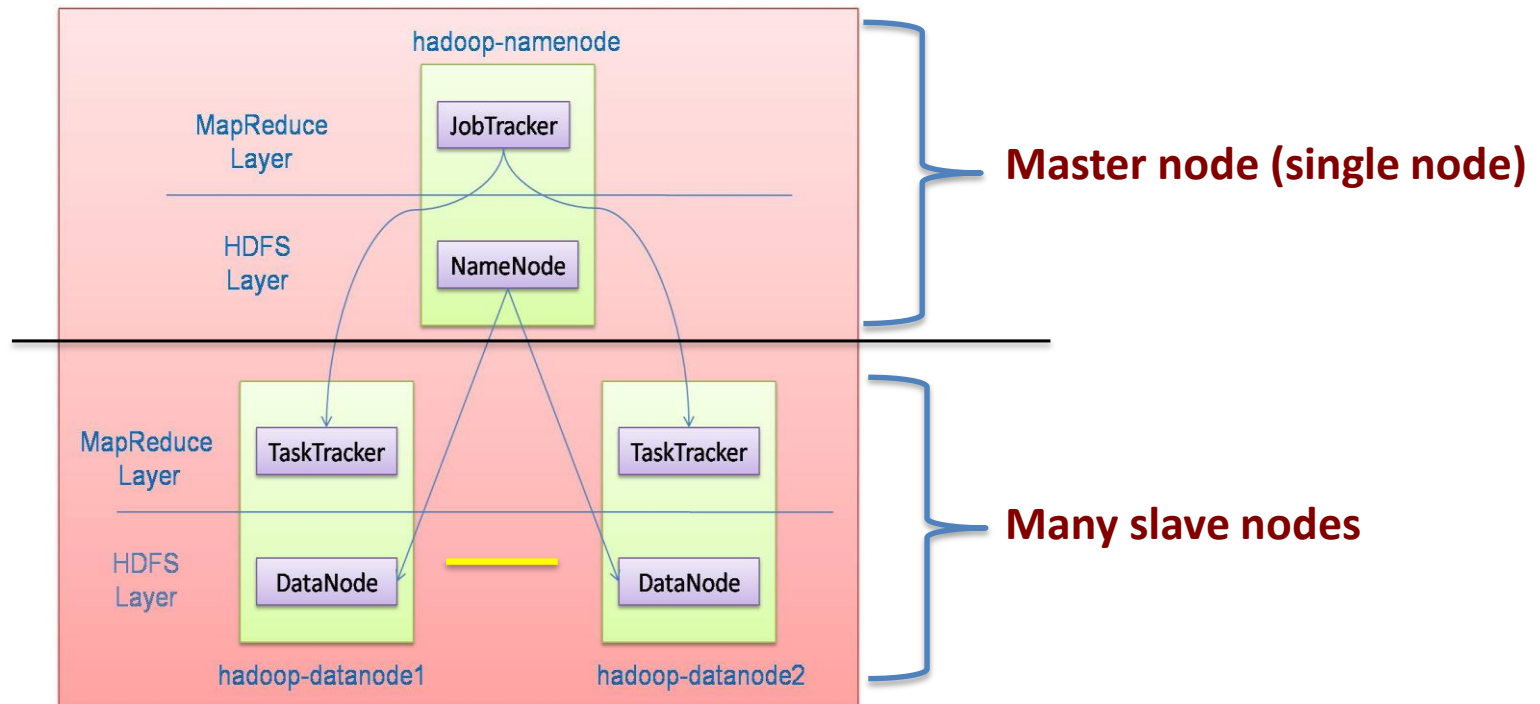 hadoop-namenode
MapReduce
Layer
JobTracker
HDFS
Layer
NameNode
Master node (single node)
MapReduce
Layer
TaskTracker
TaskTracker
HDFS
Layer
DataNode
DataNode
Many slave nodes
hadoop-datanode1
hadoop-datanode2